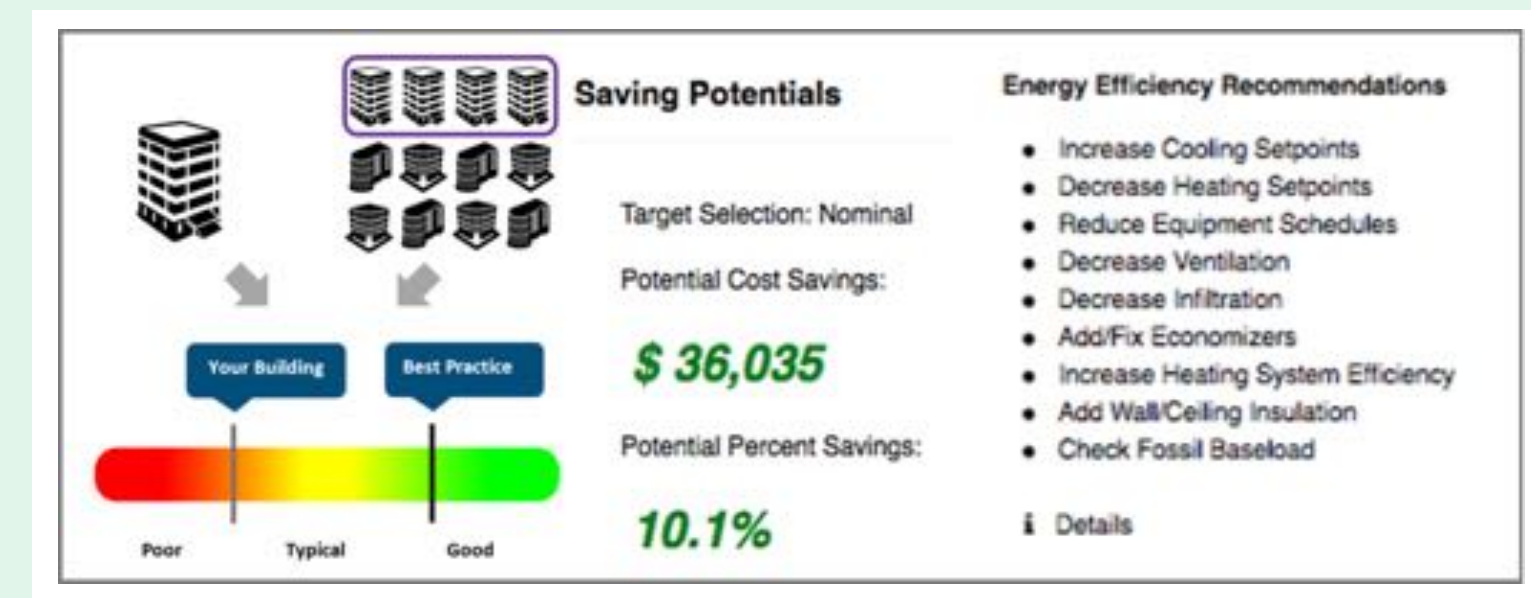 Your Building
Best Practice
Poor Typical Good
Saving Potentials
Target Selection: Nominal
Potential Cost Savings:
$ 36,035
Potential Percent Savings:
10.1%
Energy Efficiency Recommendations
• Increase Cooling Setpoints
• Decrease Heating Setpoints
• Reduce Equipment Schedules
• Decrease Ventilation
• Decrease Infiltration
• Add/Fix Economizers
• Increase Heating System Efficiency
• Add Wall/Ceiling Insulation
• Check Fossil Baseload
i Details